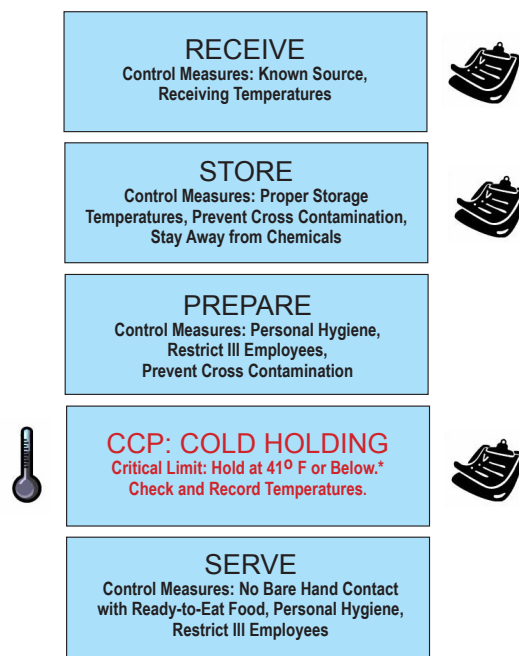 RECEIVE
Control Measures: Known Source,
Receiving Temperatures
STORE
Control Measures: Proper Storage
Temperatures, Prevent Cross Contamination,
Stay Away from Chemicals
PREPARE
Control Measures: Personal Hygiene,
Restrict Ill Employees,
Prevent Cross Contamination
CCP: COLD HOLDING
Critical Limit: Hold at 41º F or Below.*
Check and Record Temperatures.
SERVE
Control Measures: No Bare Hand Contact
with Ready-to-Eat Food, Personal Hygiene,
Restrict Ill Employees